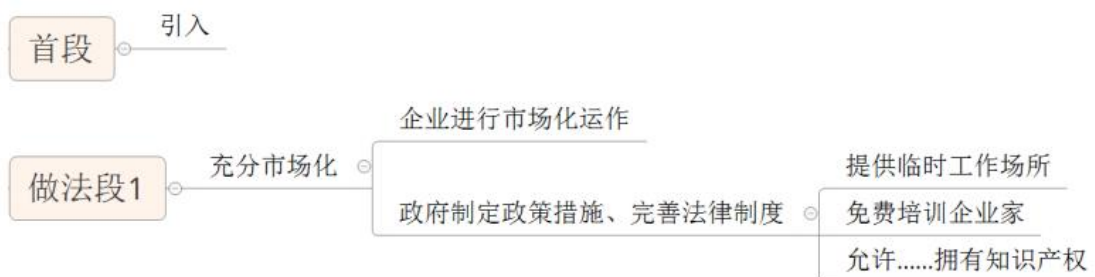 首段
引入
做法段1
充分市场化
企业进行市场化运作
政府制定政策措施、完善法律制度
提供临时工作场所
免费培训企业家
允许......拥有知识产权